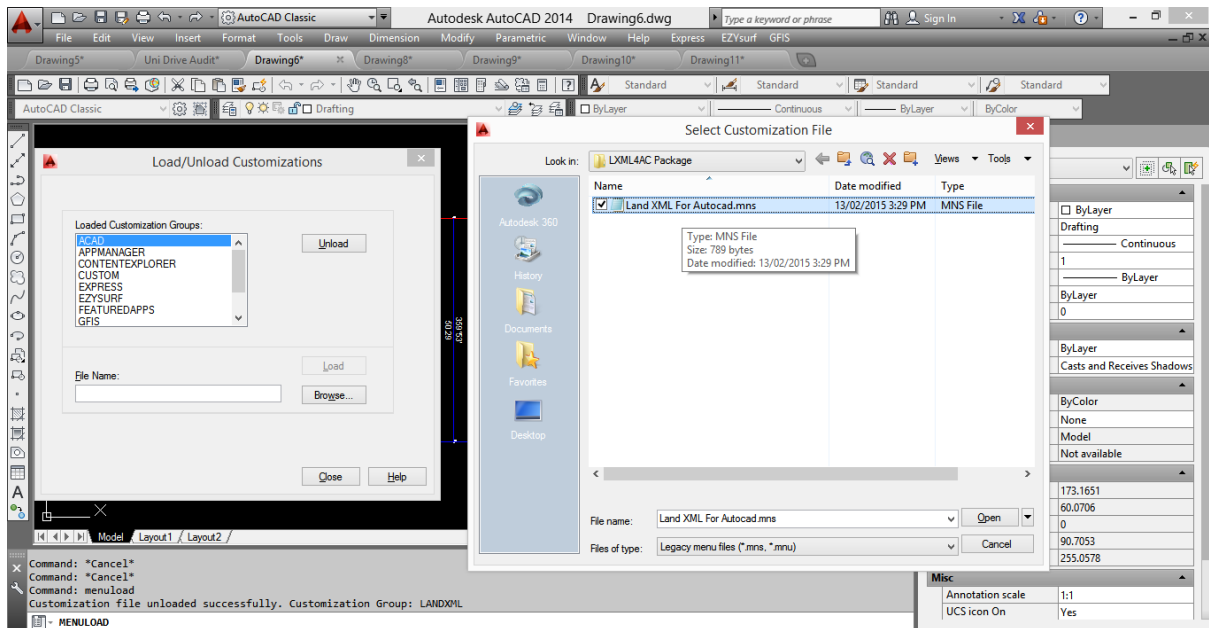 AutoCAD Classic
Autodesk AutoCAD 2014 Drawing6.dwg
Type a keyword or phrase
Sign In
File Edit View Insert Format Tools Draw Dimension Modify Parametric Window Help Express EZYsurf GFIS
Drawing5* Uni Drive Audit* Drawing6* Drawing8* Drawing9* Drawing10* Drawing11*
Standard Standard Standard Standard
AutoCAD Classic Drafting ByLayer Continuous ByLayer ByColor
Load/Unload Customizations
Loaded Customization Groups:
ACAD
APPMANAGER
CONTENTEXPLORER
CUSTOM
EXPRESS
EZYSURF
FEATUREDAPPS
GFIS
Unload
Load
File Name:
Browse...
Close Help
359°53'
50.29
Select Customization File
Look in: LXML4AC Package Views Tools
Name Date modified Type
Land XML For Autocad.mns 13/02/2015 3:29 PM MNS File
Type: MNS File
Size: 789 bytes
Date modified: 13/02/2015 3:29 PM
Autodesk 360
History
Documents
Favorites
Desktop
File name: Land XML For Autocad.mns Open
Files of type: Legacy menu files (*.mns, *.mnu) Cancel
ByLayer
Drafting
Continuous
1
ByLayer
ByLayer
0
ByLayer
Casts and Receives Shadows
ByColor
None
Model
Not available
173.1651
60.0706
0
90.7053
255.0578
Misc
Annotation scale 1:1
UCS icon On Yes
Model Layout1 Layout2
Command: *Cancel*
Command: *Cancel*
Command: menuload
Customization file unloaded successfully. Customization Group: LANDXML
MENULOAD